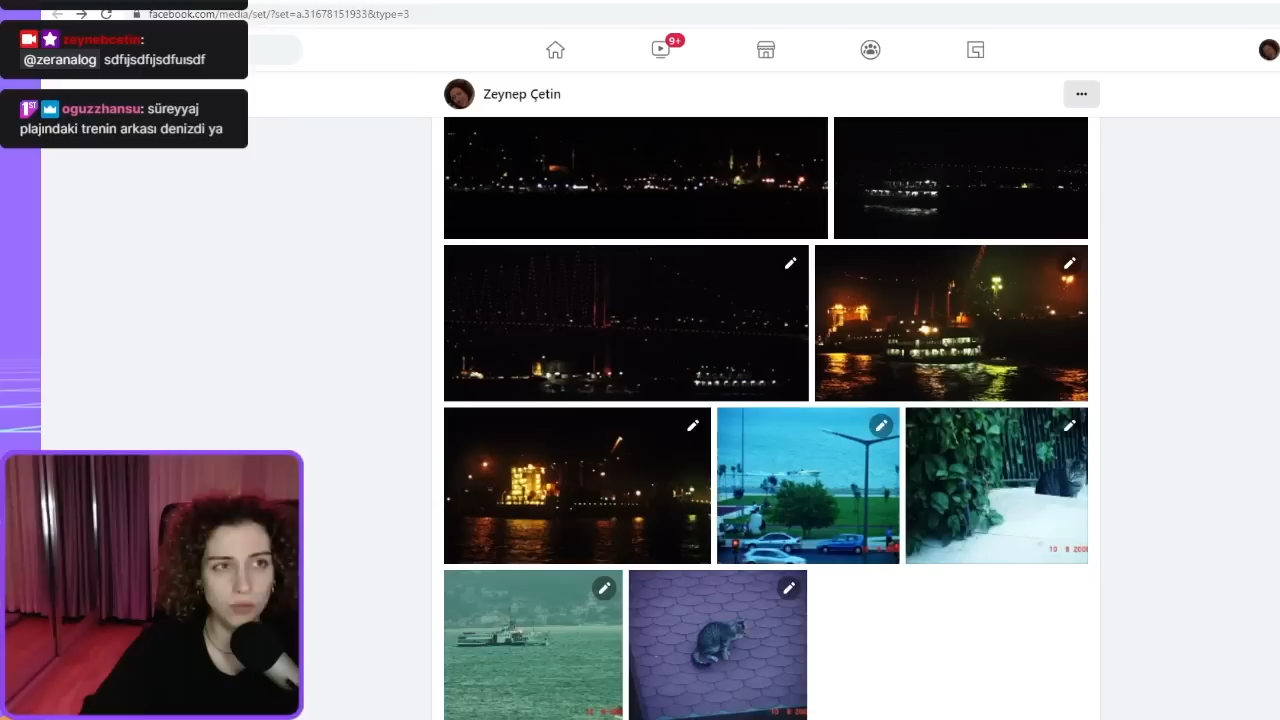 facebook.com/media/set/?set=a.31678151933&type=3
zeynebcetin:
@zeranalog sdfıjsdfıjsdfuısdf
1ST oguzzhansu: süreyyaj
plajındaki trenin arkası denizdi ya
9+
Zeynep Çetin